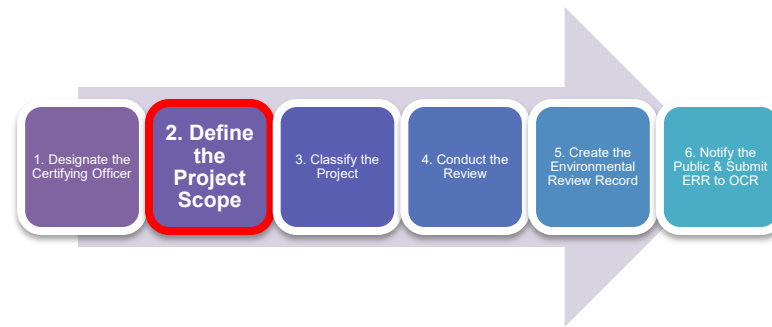 1. Designate the
Certifying Officer
2. Define
the
Project
Scope
3. Classify the
Project
4. Conduct the
Review
5. Create the
Environmental
Review Record
6. Notify the
Public & Submit
ERR to OCR